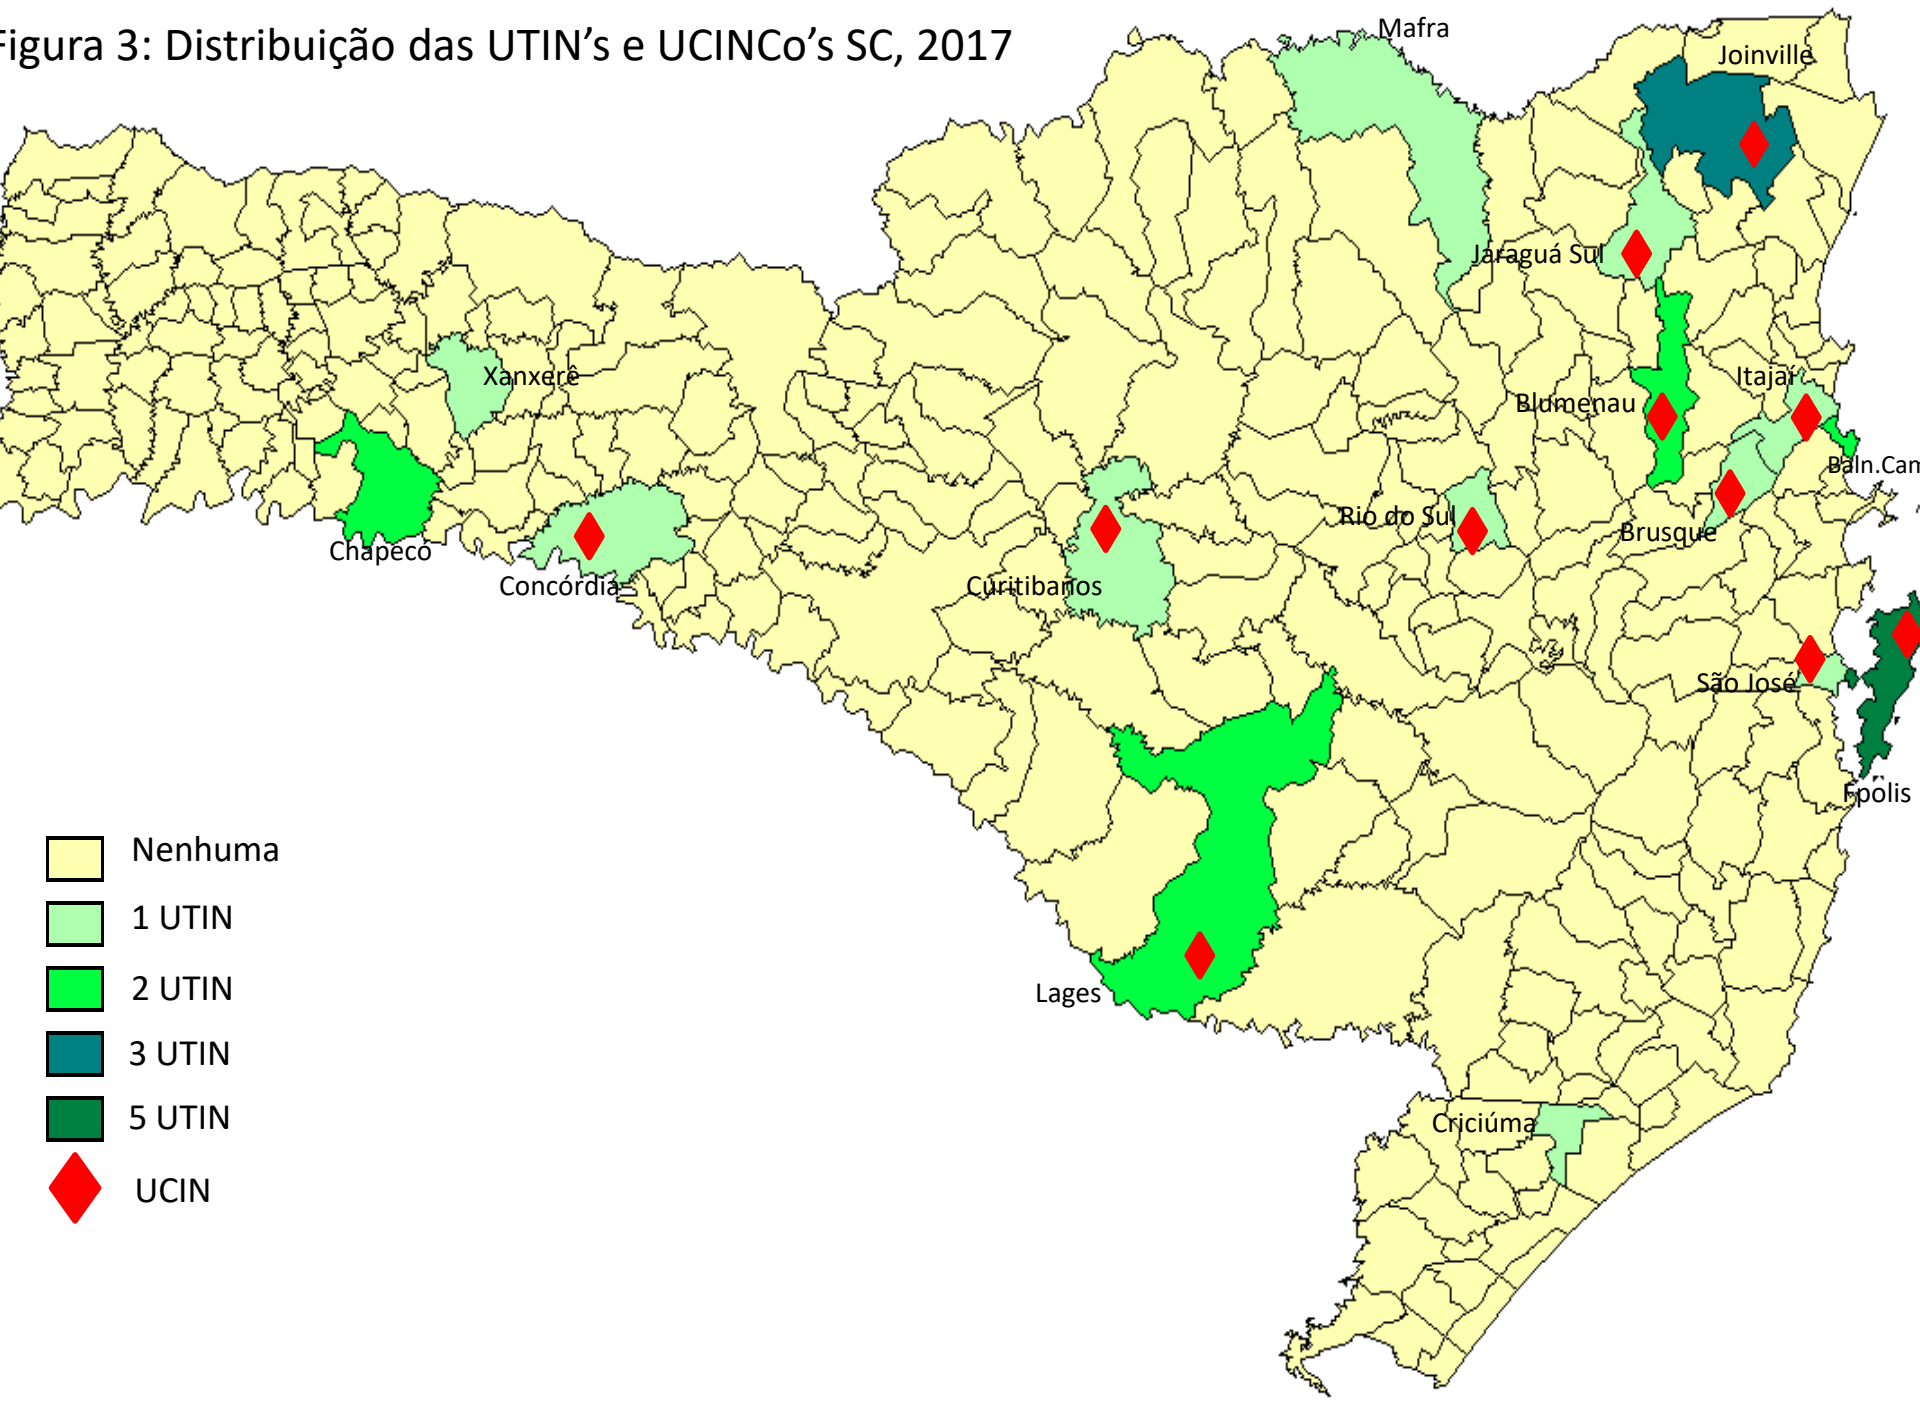 Figura 3: Distribuição das UTIN’s e UCINCo’s SC, 2017
Mafra
Joinville
Jaraguá Sul
Xanxerê
Itajaí
Blumenau
Baln.Cam
Rio do Sul
Brusque
Chapecó
Concórdia
Curitibanos
São José
Fpolis
Lages
Criciúma
Nenhuma
1 UTIN
2 UTIN
3 UTIN
5 UTIN
UCIN